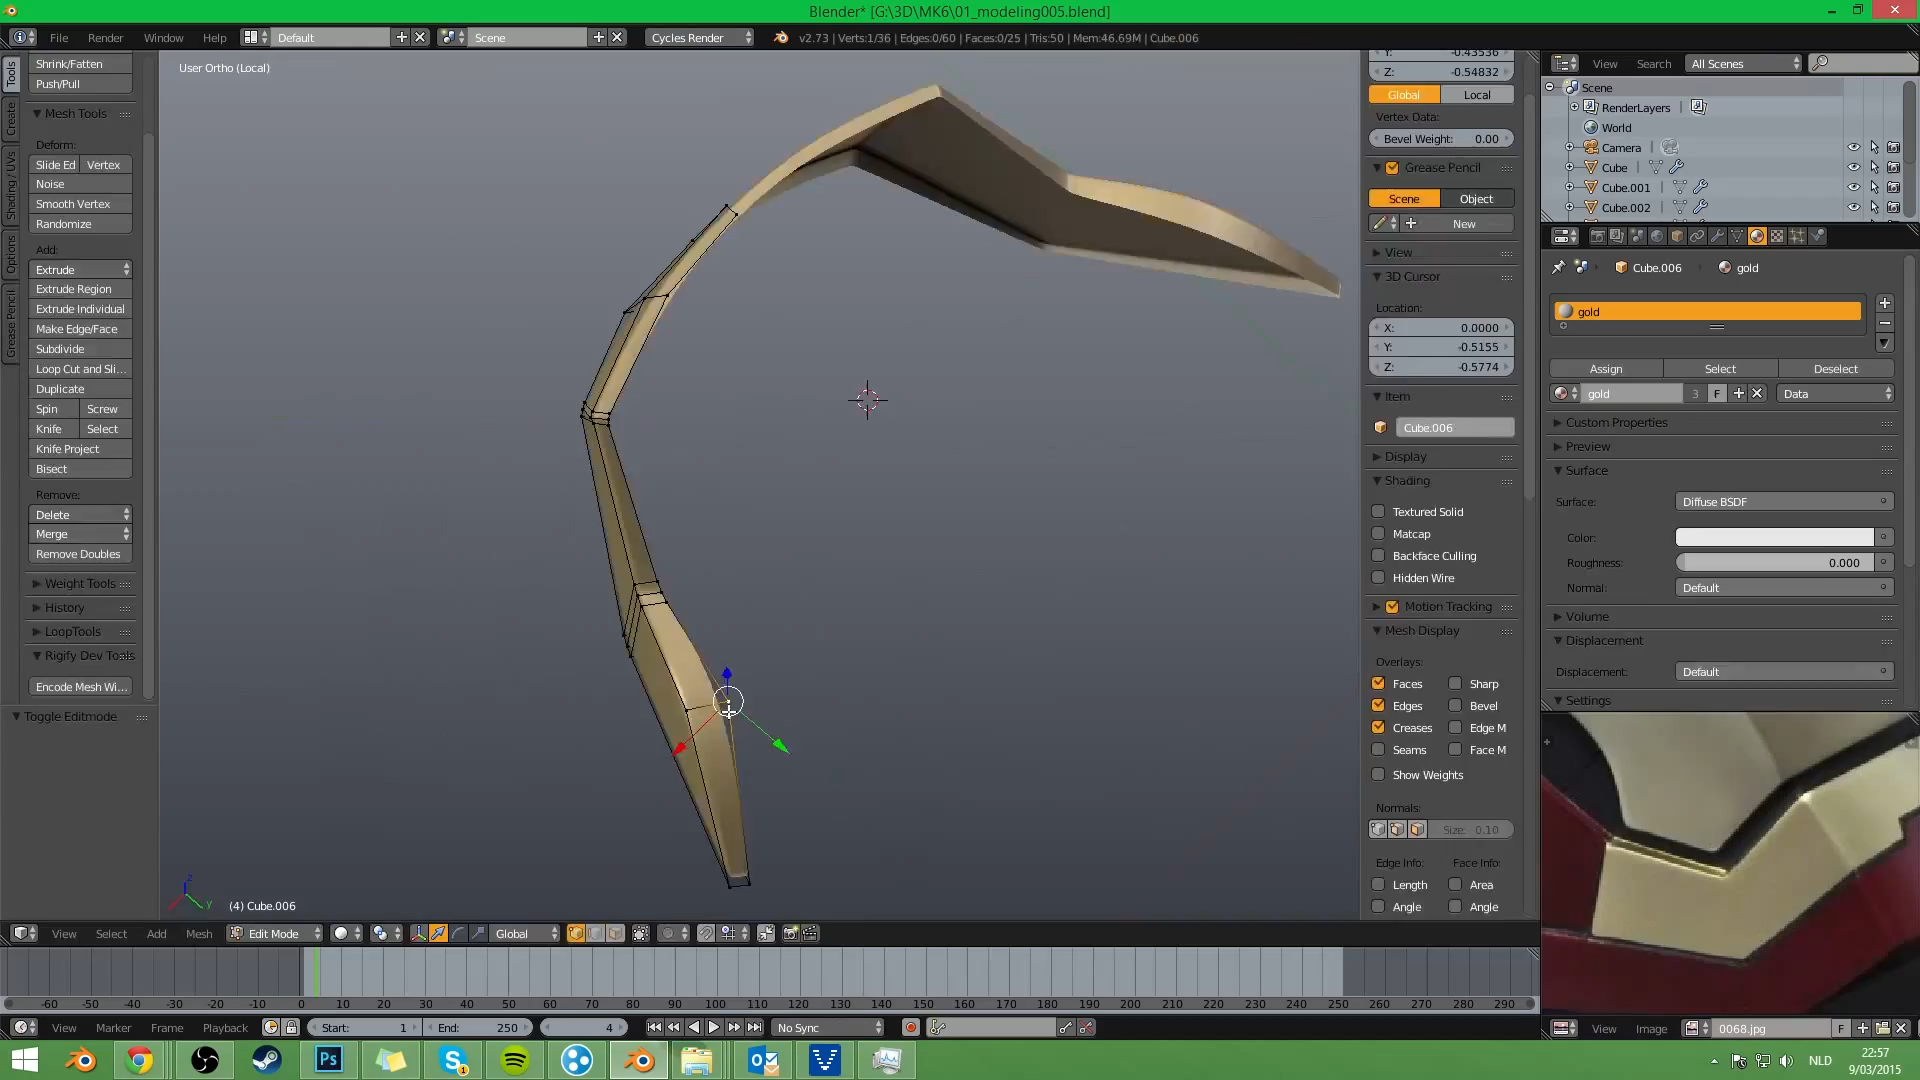 Blender* [G:\3D\MK6\01_modeling005.blend]
File Render Window Help Default Scene Cycles Render v2.73 | Verts:1/36 | Edges:0/60 | Faces:0/25 | Tris:50 | Mem:46.69M | Cube.006
User Ortho (Local)
Tools
Create
Shading / UVs
Options
Grease Pencil
Shrink/Fatten
Push/Pull
Mesh Tools
Deform:
Slide Ed Vertex
Noise
Smooth Vertex
Randomize
Add:
Extrude
Extrude Region
Extrude Individual
Make Edge/Face
Subdivide
Loop Cut and Sli...
Duplicate
Spin Screw
Knife Select
Knife Project
Bisect
Remove:
Delete
Merge
Remove Doubles
Weight Tools
History
LoopTools
Rigify Dev Tools
Encode Mesh Wi...
Toggle Editmode
z
y
(4) Cube.006
Y: -0.43536
Z: -0.54832
Global Local
Vertex Data:
Bevel Weight: 0.00
Grease Pencil
Scene Object
New
View
3D Cursor
Location:
X: 0.0000
Y: -0.5155
Z: -0.5774
Item
Cube.006
Display
Shading
Textured Solid
Matcap
Backface Culling
Hidden Wire
Motion Tracking
Mesh Display
Overlays:
Faces Sharp
Edges Bevel
Creases Edge M
Seams Face M
Show Weights
Normals:
Size: 0.10
Edge Info: Face Info:
Length Area
Angle Angle
View Search All Scenes
Scene
RenderLayers
World
Camera
Cube
Cube.001
Cube.002
Cube.006 gold
gold
Assign Select Deselect
gold 3 F Data
Custom Properties
Preview
Surface
Surface: Diffuse BSDF
Color:
Roughness: 0.000
Normal: Default
Volume
Displacement
Displacement: Default
Settings
View Image 0068.jpg F
View Select Add Mesh Edit Mode Global
-60 -50 -40 -30 -20 -10 0 10 20 30 40 50 60 70 80 90 100 110 120 130 140 150 160 170 180 190 200 210 220 230 240 250 260 270 280 290
View Marker Frame Playback Start: 1 End: 250 4 No Sync
Ps
NLD
22:57
9/03/2015